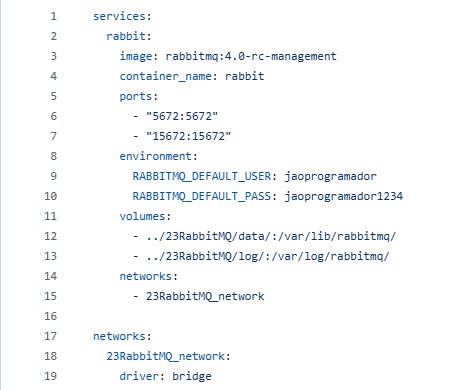 1 services:
2   rabbit:
3     image: rabbitmq:4.0-rc-management
4     container_name: rabbit
5     ports:
6       - "5672:5672"
7       - "15672:15672"
8     environment:
9       RABBITMQ_DEFAULT_USER: jaoprogramador
10       RABBITMQ_DEFAULT_PASS: jaoprogramador1234
11     volumes:
12       - ../23RabbitMQ/data/:/var/lib/rabbitmq/
13       - ../23RabbitMQ/log/:/var/log/rabbitmq/
14     networks:
15       - 23RabbitMQ_network
16
17 networks:
18   23RabbitMQ_network:
19     driver: bridge